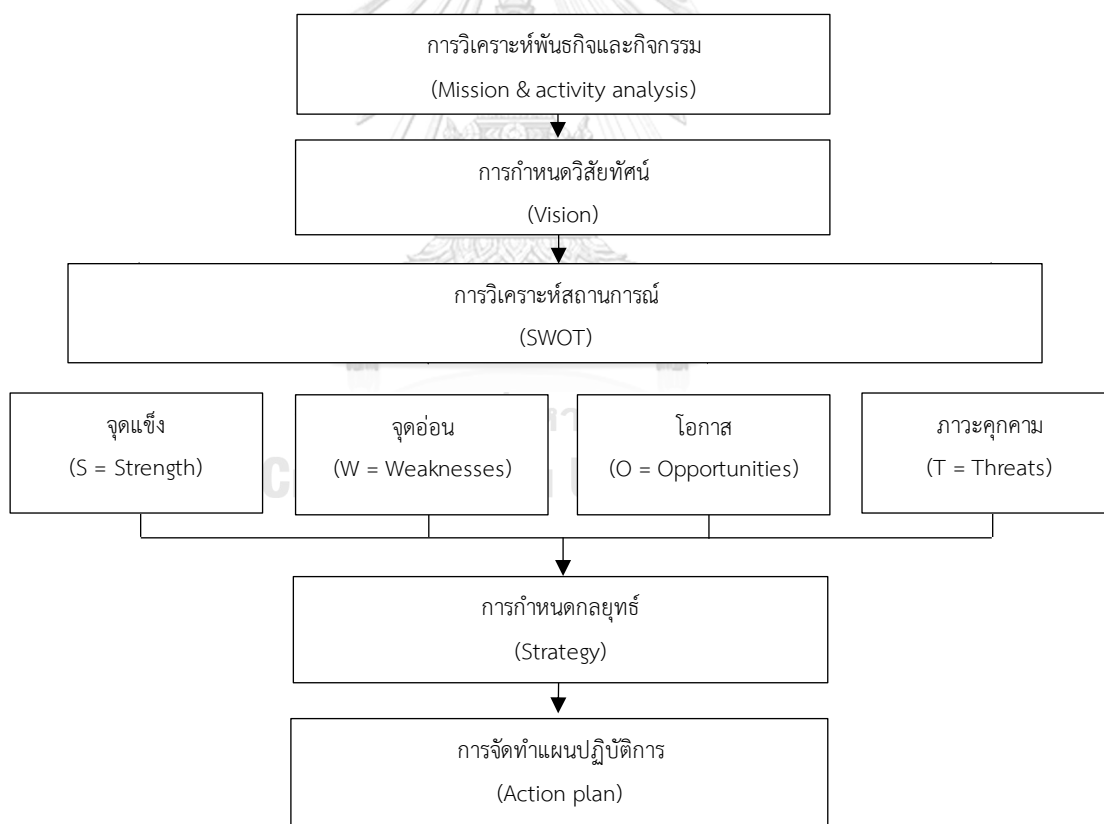 การวิเคราะห์พันธกิจและกิจกรรม
(Mission & activity analysis)
การกำหนดวิสัยทัศน์
(Vision)
การวิเคราะห์สถานการณ์
(SWOT)
จุดแข็ง
(S = Strength)
จุดอ่อน
(W = Weaknesses)
โอกาส
(O = Opportunities)
ภาวะคุกคาม
(T = Threats)
การกำหนดกลยุทธ์
(Strategy)
การจัดทำแผนปฏิบัติการ
(Action plan)